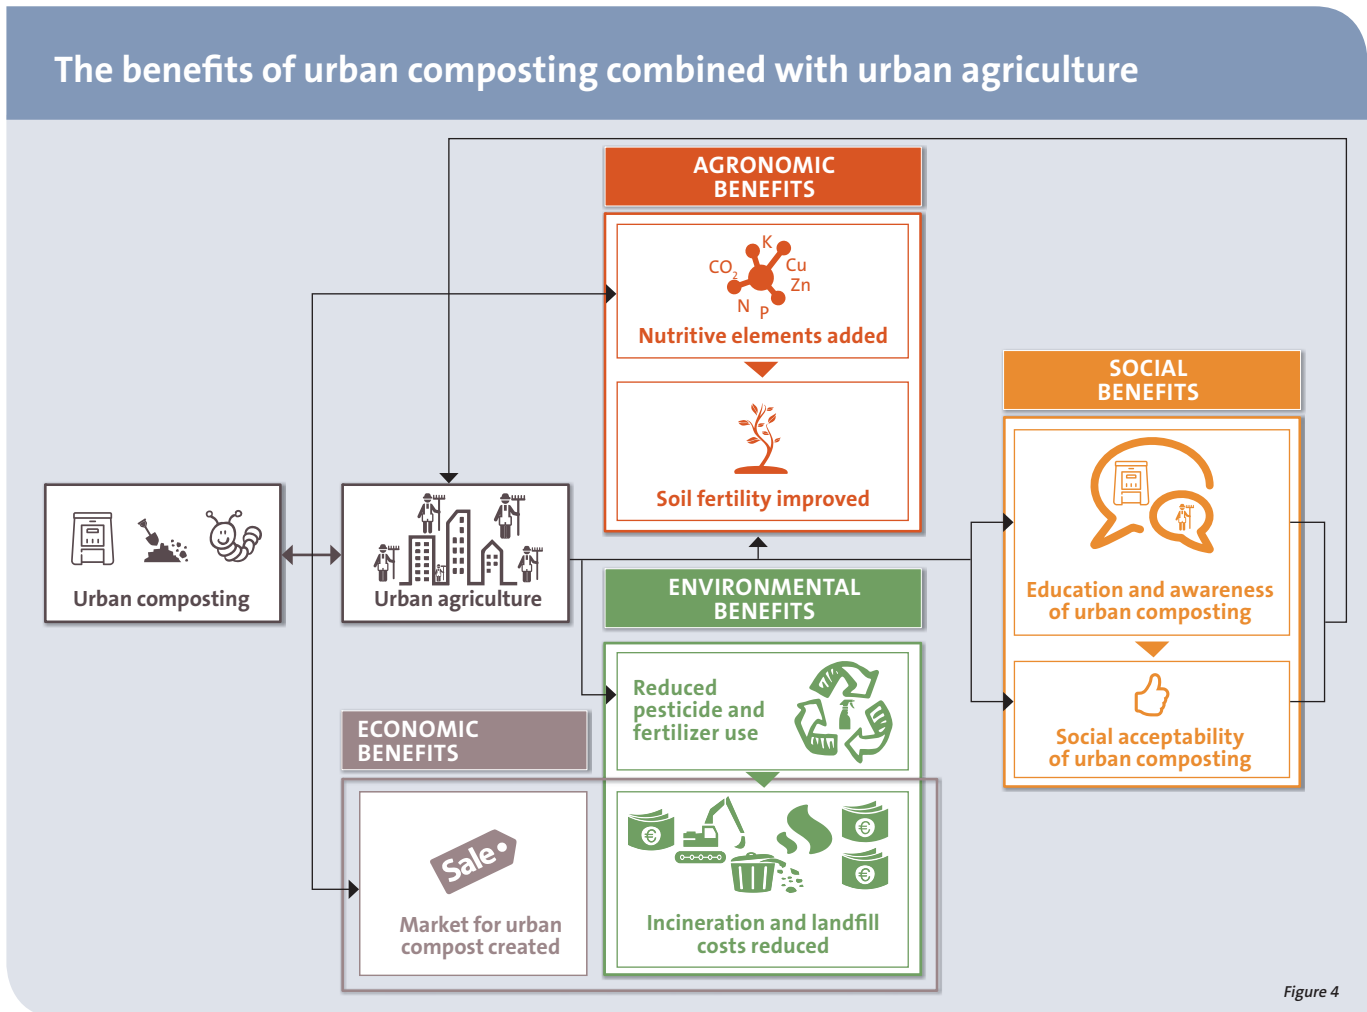 The benefits of urban composting combined with urban agriculture
AGRONOMIC
BENEFITS
K
CO2
Cu
Zn
N
P
Nutritive elements added
Soil fertility improved
SOCIAL
BENEFITS
Education and awareness
of urban composting
Social acceptability
of urban composting
Urban composting
Urban agriculture
ENVIRONMENTAL
BENEFITS
Reduced
pesticide and
fertilizer use
€
€
€
Incineration and landfill
costs reduced
ECONOMIC
BENEFITS
Sale
Market for urban
compost created
Figure 4